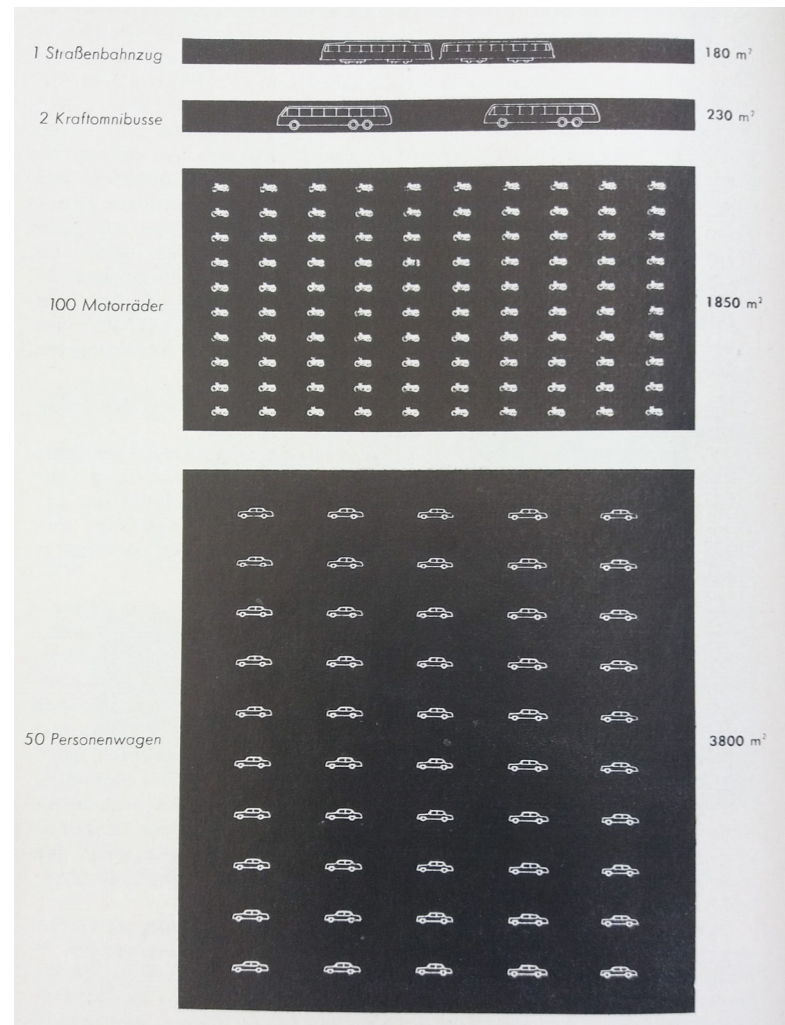 1 Straßenbahnzug 180 m²
2 Kraftomnibusse 230 m²
100 Motorräder 1850 m²
50 Personenwagen 3800 m²